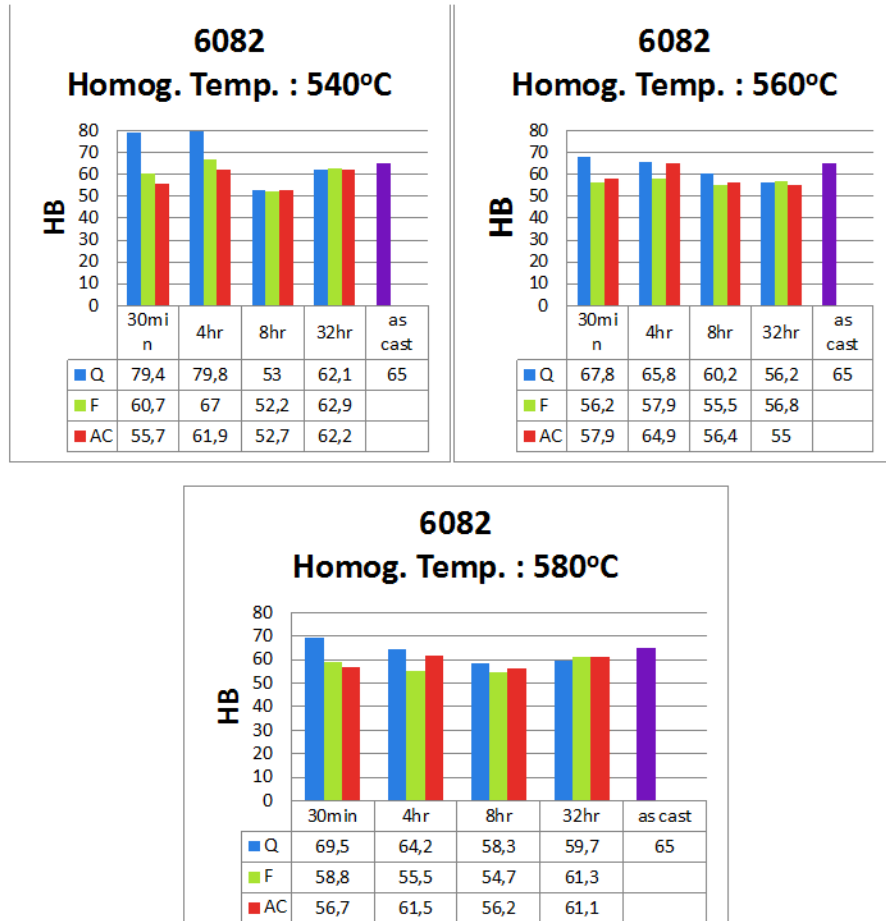 6082
Homog. Temp. : 540°C
HB
80
70
60
50
40
30
20
10
0
30mi
n 4hr 8hr 32hr as
cast
Q 79,4 79,8 53 62,1 65
F 60,7 67 52,2 62,9
AC 55,7 61,9 52,7 62,2
6082
Homog. Temp. : 560°C
HB
80
70
60
50
40
30
20
10
0
30mi
n 4hr 8hr 32hr as
cast
Q 67,8 65,8 60,2 56,2 65
F 56,2 57,9 55,5 56,8
AC 57,9 64,9 56,4 55
6082
Homog. Temp. : 580°C
HB
80
70
60
50
40
30
20
10
0
30min 4hr 8hr 32hr as cast
Q 69,5 64,2 58,3 59,7 65
F 58,8 55,5 54,7 61,3
AC 56,7 61,5 56,2 61,1